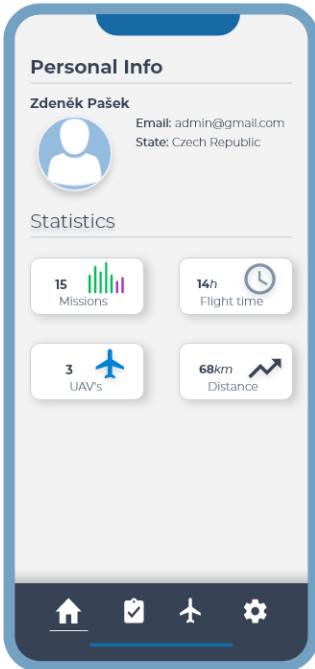 Personal Info
Zdeněk Pašek
Email: admin@gmail.com
State: Czech Republic
Statistics
15
Missions
14h
Flight time
3
UAV's
68km
Distance